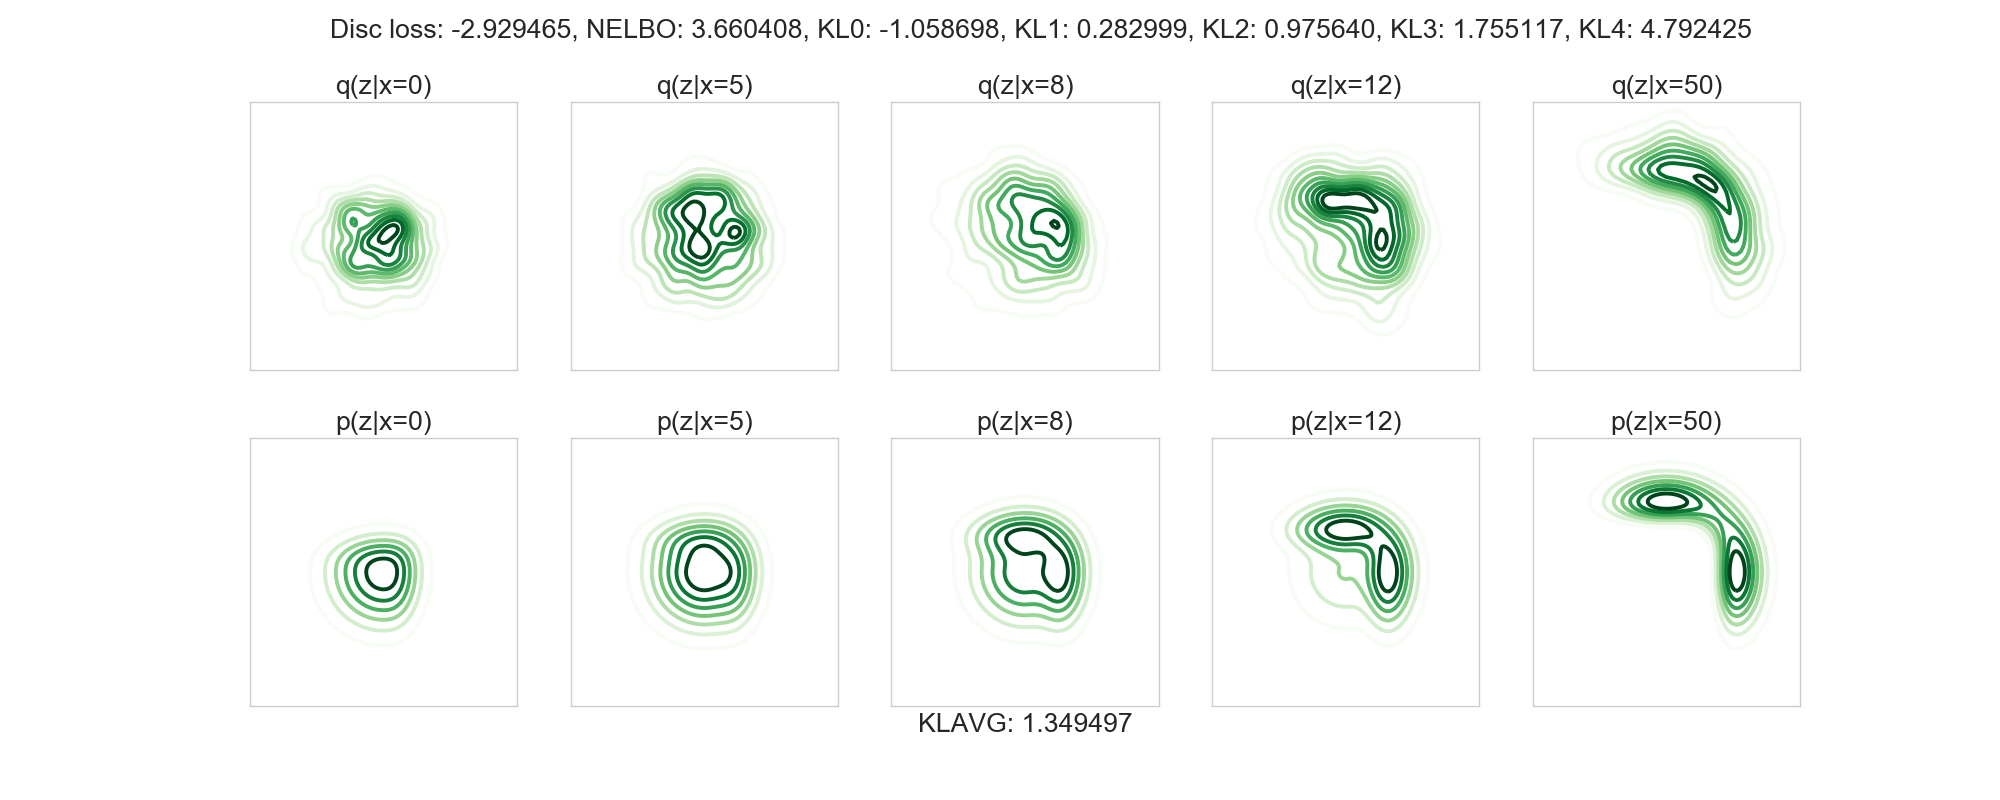 Disc loss: -2.929465, NELBO: 3.660408, KL0: -1.058698, KL1: 0.282999, KL2: 0.975640, KL3: 1.755117, KL4: 4.792425
q(z|x=0) q(z|x=5) q(z|x=8) q(z|x=12) q(z|x=50)
p(z|x=0) p(z|x=5) p(z|x=8) p(z|x=12) p(z|x=50)
KLAVG: 1.349497